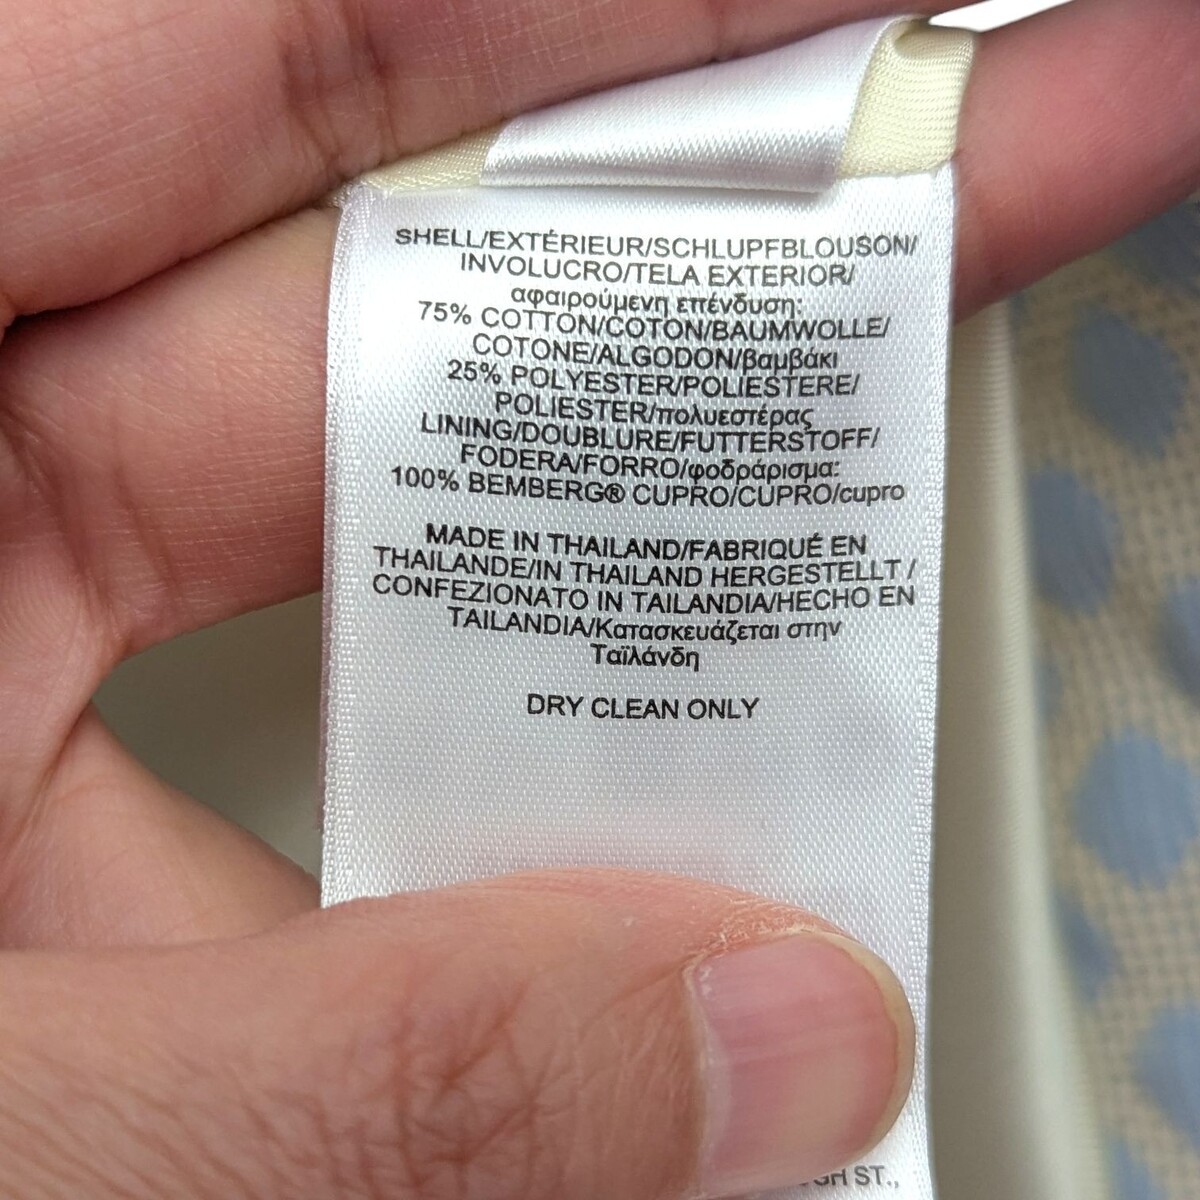 SHELL/EXTÉRIEUR/SCHLUPFBLOUSON/
INVOLUCRO/TELA EXTERIOR/
αφαιρούμενη επένδυση:
75% COTTON/COTON/BAUMWOLLE/
COTONE/ALGODON/βαμβάκι
25% POLYESTER/POLIESTERE/
POLIESTER/πολυεστέρας
LINING/DOUBLURE/FUTTERSTOFF/
FODERA/FORRO/φοδράρισμα:
100% BEMBERG® CUPRO/CUPRO/cupro
MADE IN THAILAND/FABRIQUÉ EN
THAILANDE/IN THAILAND HERGESTELLT /
CONFEZIONATO IN TAILANDIA/HECHO EN
TAILANDIA/Κατασκευάζεται στην
Ταϊλάνδη
DRY CLEAN ONLY
ST.,